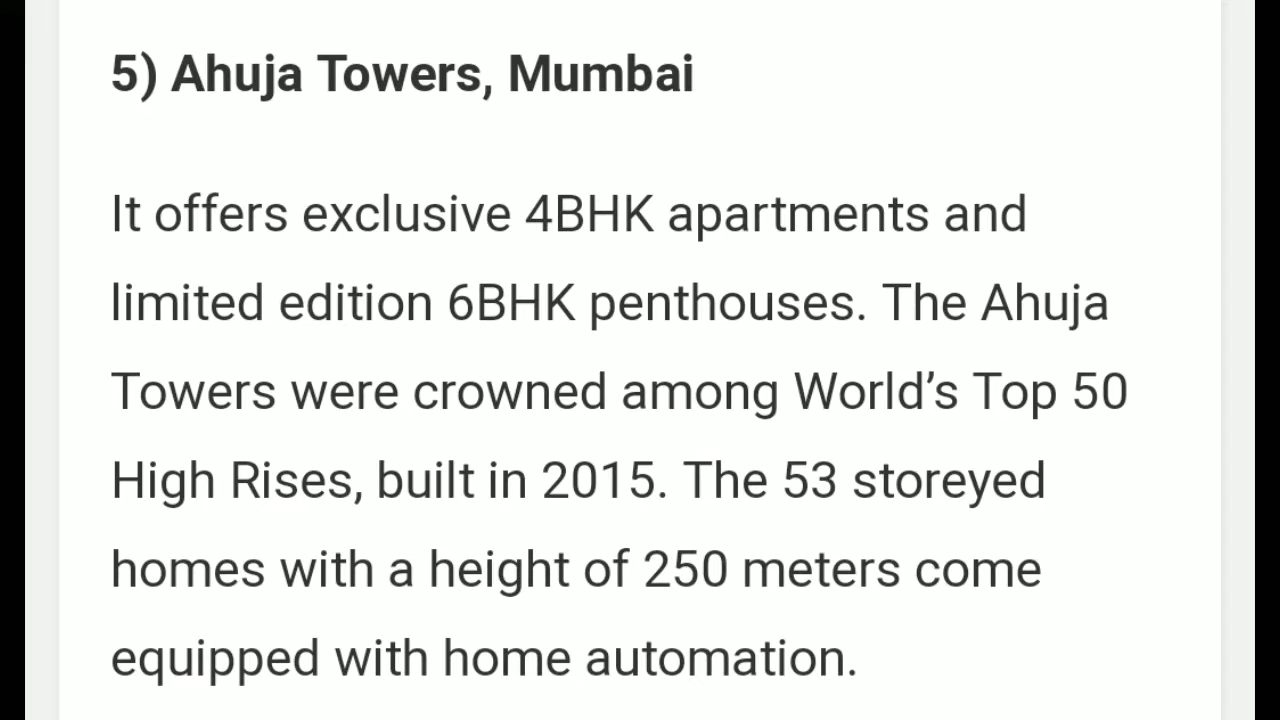 5) Ahuja Towers, Mumbai
It offers exclusive 4BHK apartments and
limited edition 6BHK penthouses. The Ahuja
Towers were crowned among World’s Top 50
High Rises, built in 2015. The 53 storeyed
homes with a height of 250 meters come
equipped with home automation.